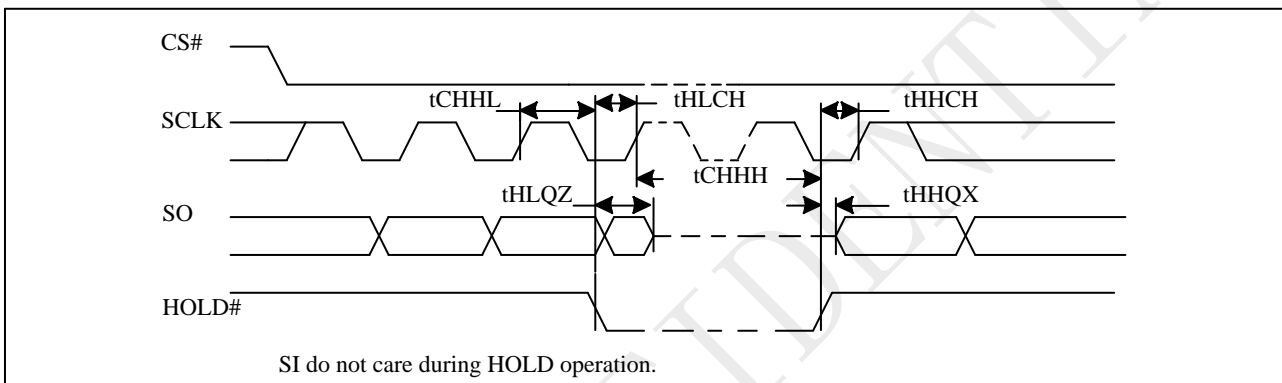 CS#
tCHHL
tHLCH
tHHCH
SCLK
tCHHH
tHLQZ
tHHQX
SO
HOLD#
SI do not care during HOLD operation.